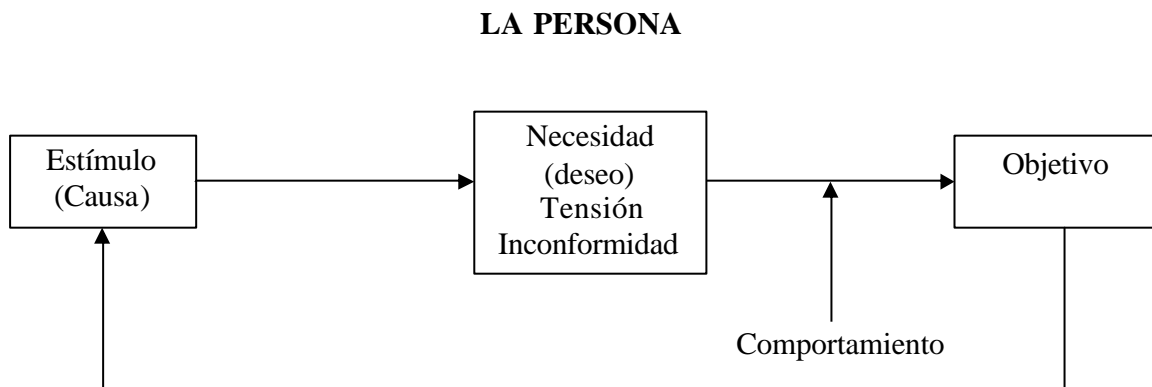 LA PERSONA
Estímulo
(Causa)
Necesidad
(deseo)
Tensión
Inconformidad
Objetivo
Comportamiento